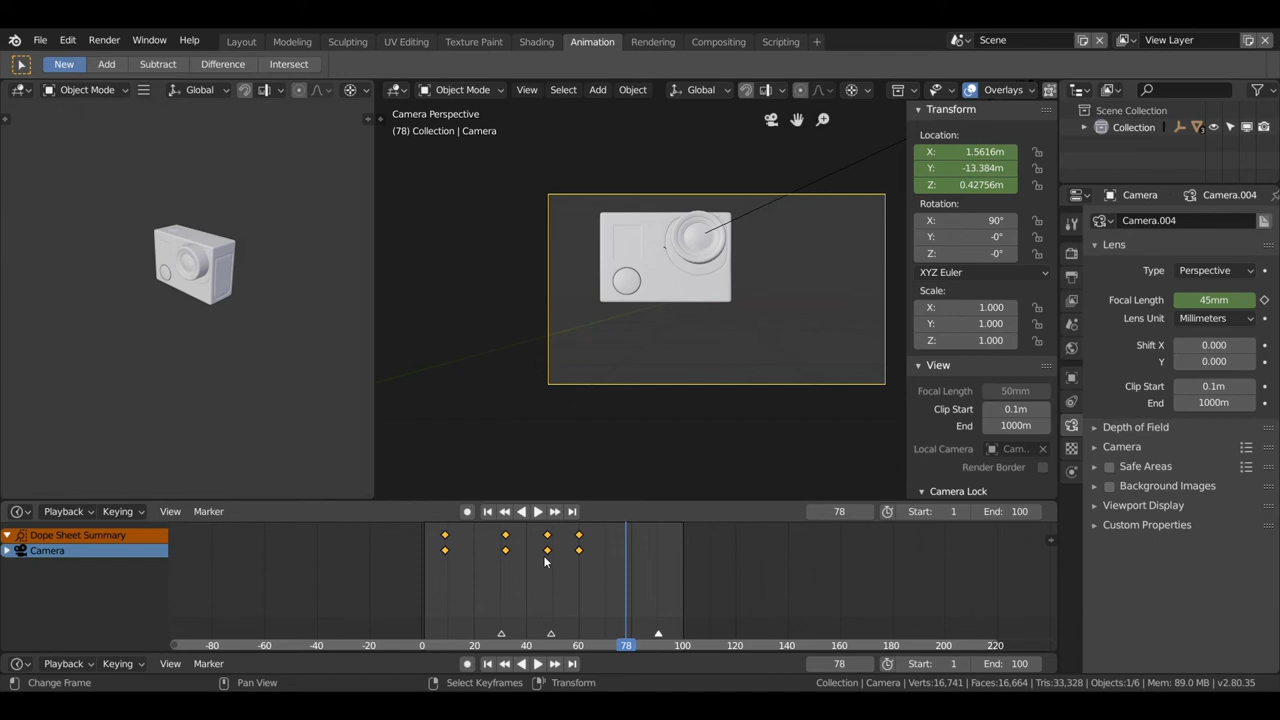 File Edit Render Window Help Layout Modeling Sculpting UV Editing Texture Paint Shading Animation Rendering Compositing Scripting + Scene View Layer
New Add Subtract Difference Intersect
Object Mode Global Object Mode View Select Add Object Global Overlays
Camera Perspective
(78) Collection | Camera
Transform
Location:
X: 1.5616m
Y: -13.384m
Z: 0.42756m
Rotation:
X: 90°
Y: -0°
Z: -0°
XYZ Euler
Scale:
X: 1.000
Y: 1.000
Z: 1.000
View
Focal Length 50mm
Clip Start 0.1m
End 1000m
Local Camera Cam..
Render Border
Camera Lock
Scene Collection
Collection 3
Camera Camera.004
Camera.004
Lens
Type Perspective
Focal Length 45mm
Lens Unit Millimeters
Shift X 0.000
Y 0.000
Clip Start 0.1m
End 1000m
Depth of Field
Camera
Safe Areas
Background Images
Viewport Display
Custom Properties
Playback Keying View Marker 78 Start: 1 End: 100
Dope Sheet Summary
Camera
-80 -60 -40 -20 0 20 40 60 78 100 120 140 160 180 200 220
Playback Keying View Marker 78 Start: 1 End: 100
Change Frame Pan View Select Keyframes Transform Collection | Camera | Verts:16,741 | Faces:16,664 | Tris:33,328 | Objects:1/6 | Mem: 89.0 MB | v2.80.35